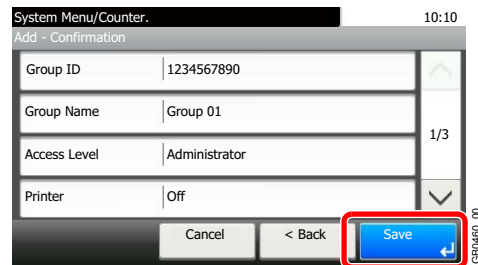 System Menu/Counter. 10:10
Add - Confirmation
Group ID 1234567890
Group Name Group 01
1/3
Access Level Administrator
Printer Off
Cancel < Back Save
GB0460_00